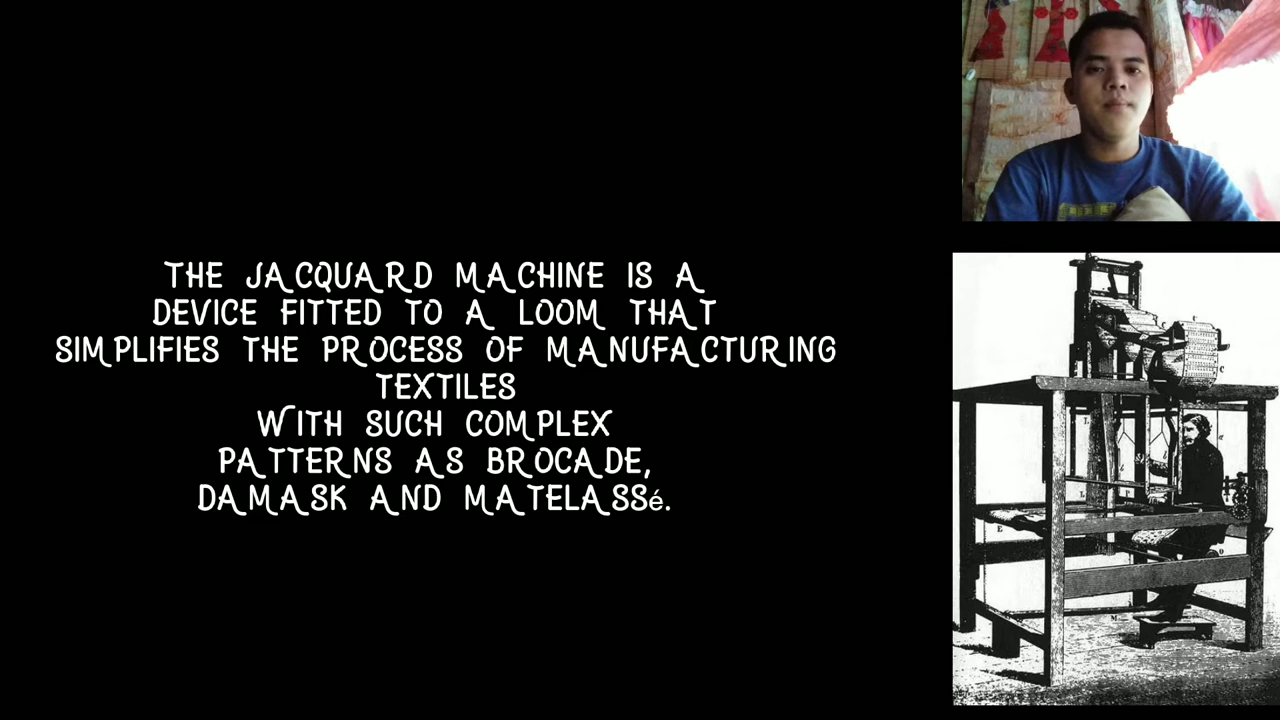 THE JACQUARD MACHINE IS A
DEVICE FITTED TO A LOOM THAT
SIMPLIFIES THE PROCESS OF MANUFACTURING
TEXTILES
WITH SUCH COMPLEX
PATTERNS AS BROCADE,
DAMASK AND MATELASSé.